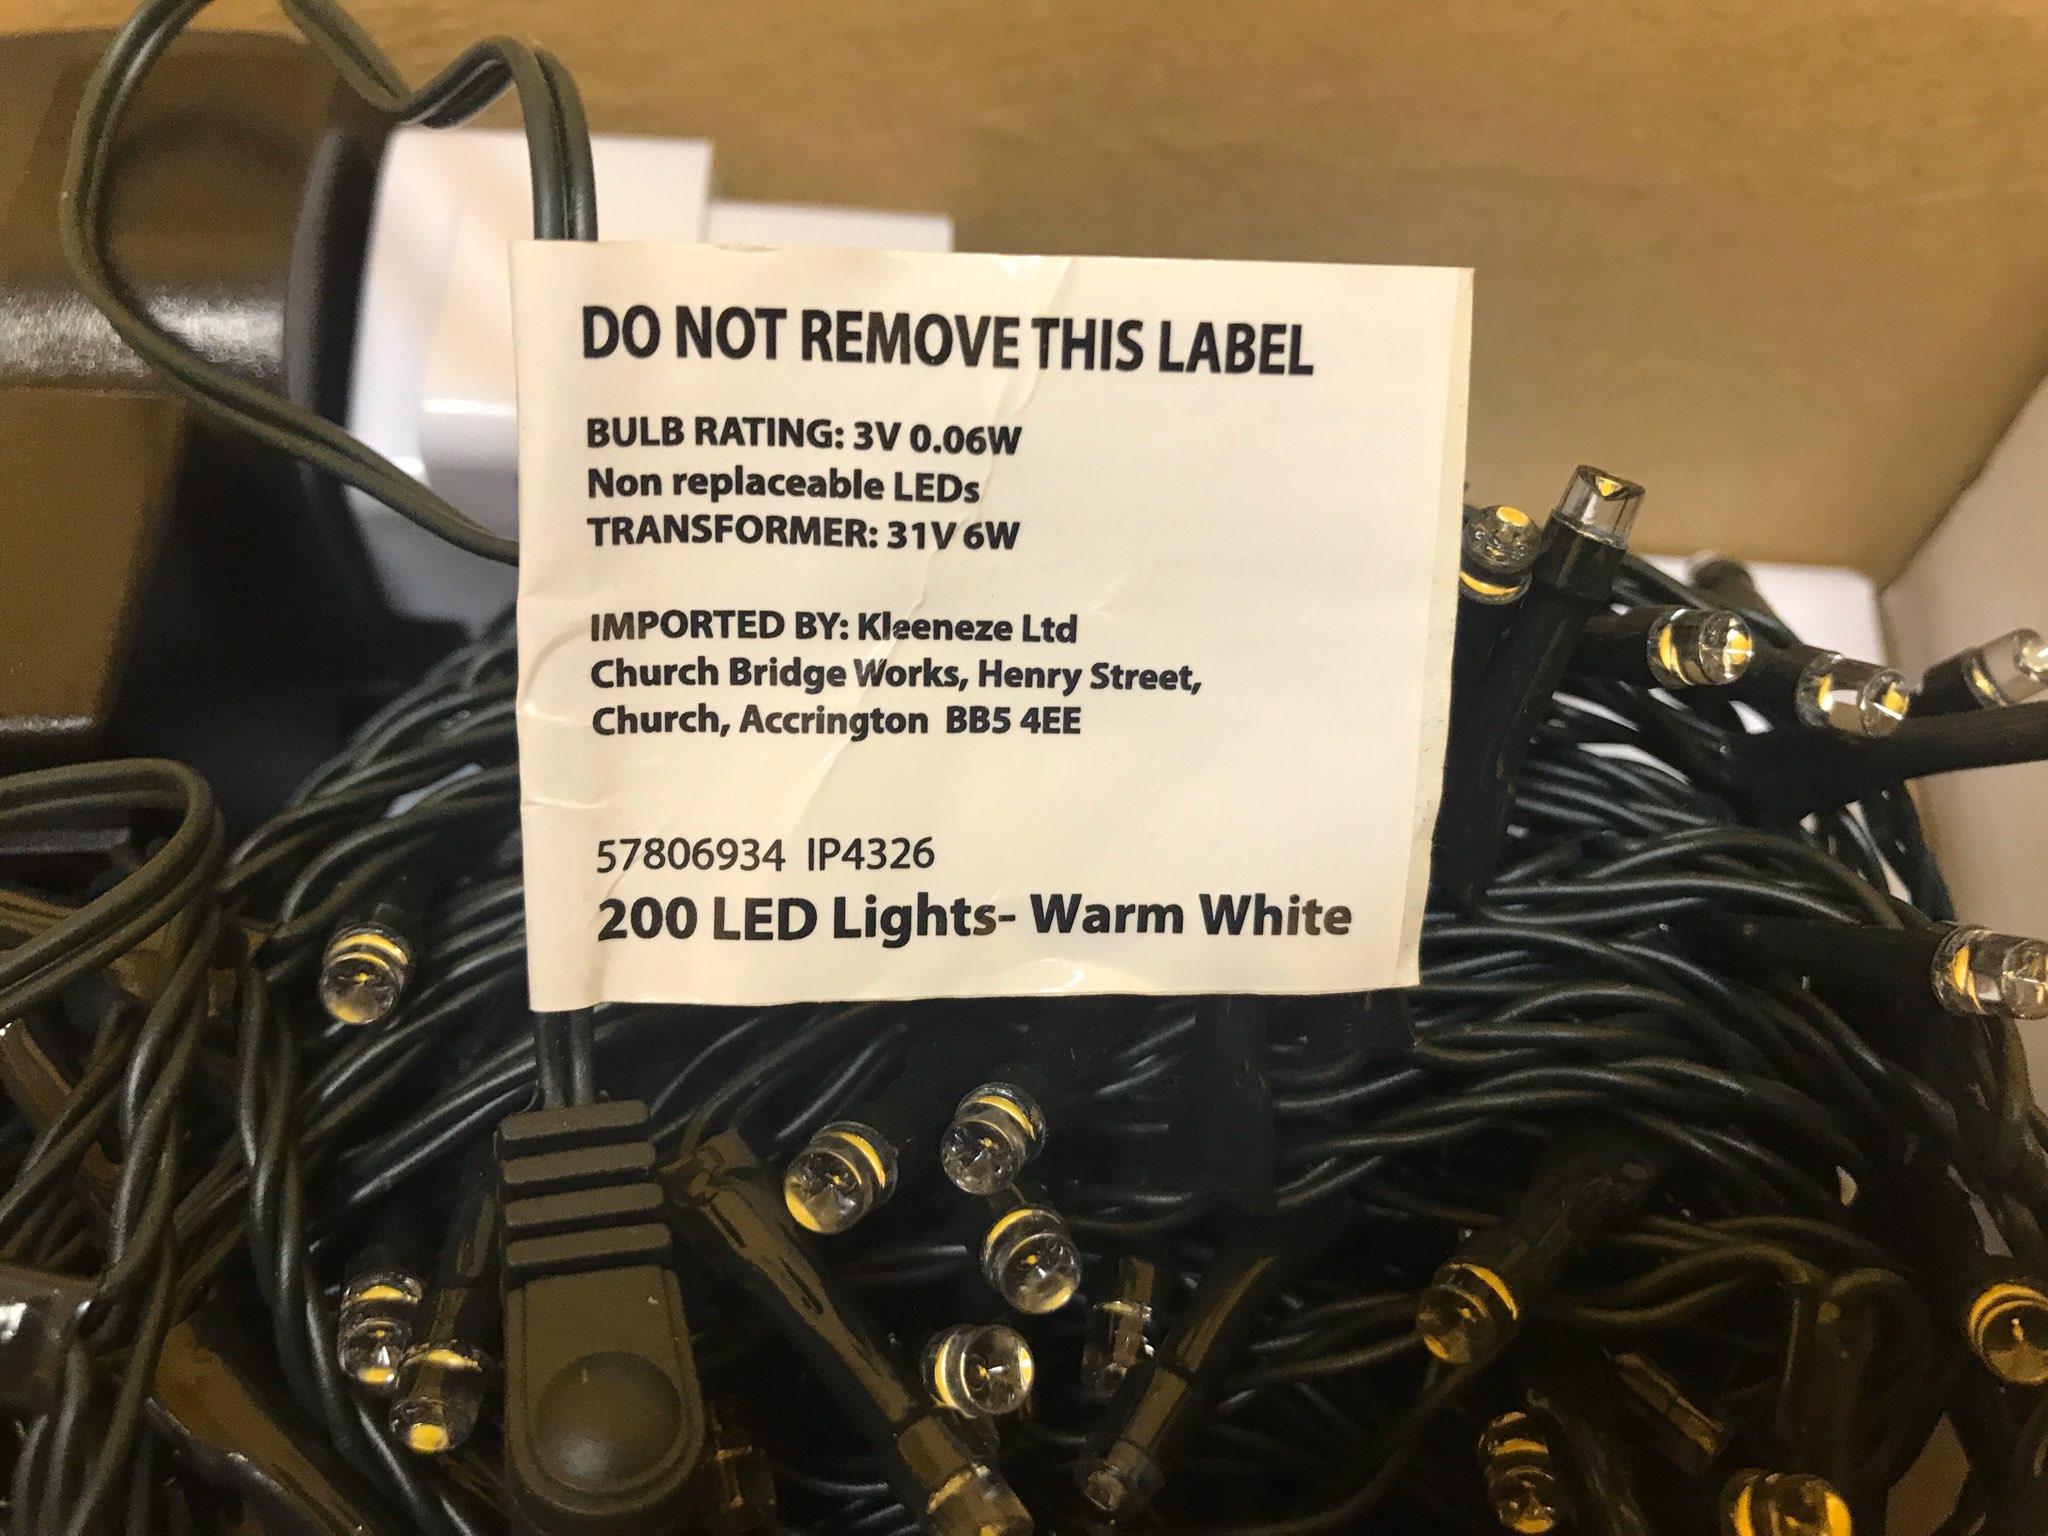 DO NOT REMOVE THIS LABEL
BULB RATING: 3V 0.06W
Non replaceable LEDs
TRANSFORMER: 31V 6W
IMPORTED BY: Kleeneze Ltd
Church Bridge Works, Henry Street,
Church, Accrington  BB5 4EE
57806934  IP4326
200 LED Lights- Warm White